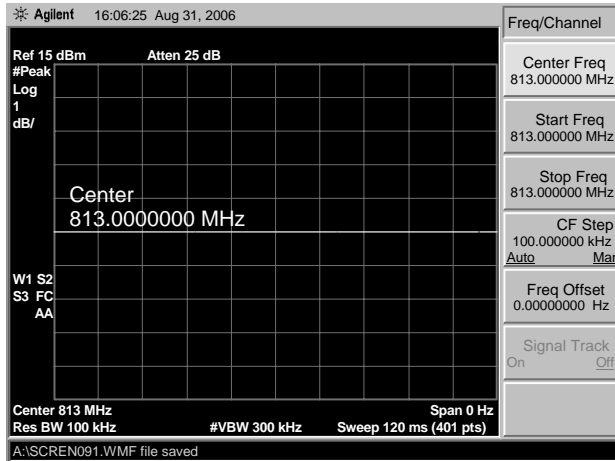 Agilent 16:06:25 Aug 31, 2006
Freq/Channel
Ref 15 dBm Atten 25 dB
#Peak
Log
1
dB/
Center
813.0000000 MHz
W1 S2
S3 FC
AA
Center 813 MHz Span 0 Hz
Res BW 100 kHz #VBW 300 kHz Sweep 120 ms (401 pts)
A:\SCREN091.WMF file saved
Center Freq
813.000000 MHz
Start Freq
813.000000 MHz
Stop Freq
813.000000 MHz
CF Step
100.000000 kHz
Auto Man
Freq Offset
0.00000000 Hz
Signal Track
On Off